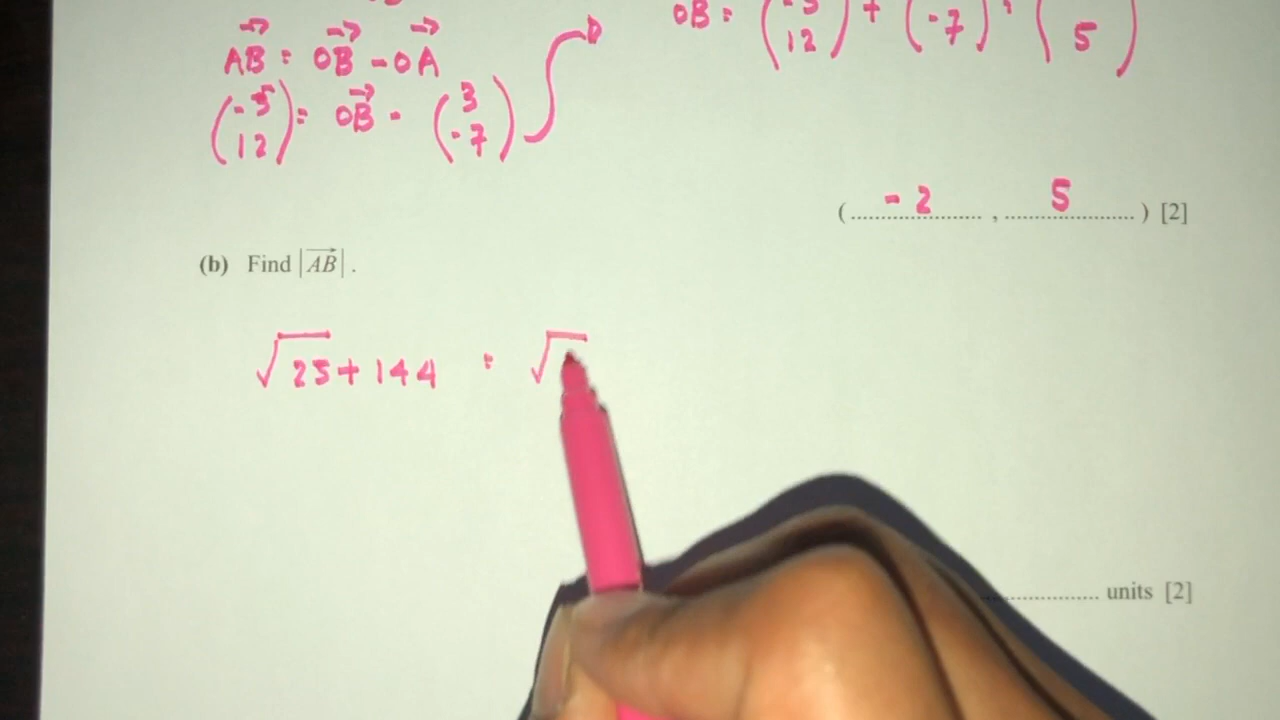 AB = OB - OA
(-5 12) = OB - (3 -7)
OB = (-5 12) + (-7) = (5)
( - 2 , 5 ) [2]
(b) Find |AB| .
√25 + 144 = √
units [2]